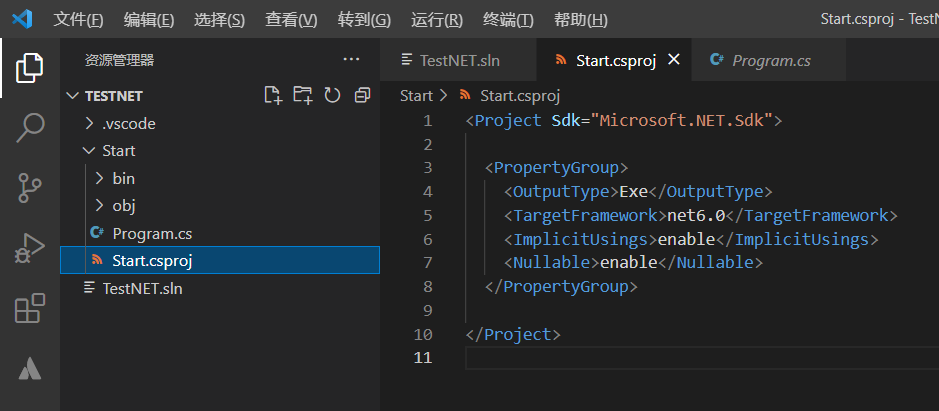 文件(F) 编辑(E) 选择(S) 查看(V) 转到(G) 运行(R) 终端(T) 帮助(H) Start.csproj - TestN
资源管理器 ···
TESTNET
.vscode
Start
bin
obj
C# Program.cs
Start.csproj
TestNET.sln
TestNET.sln Start.csproj C# Program.cs
Start > Start.csproj
1 <Project Sdk="Microsoft.NET.Sdk">
2
3 <PropertyGroup>
4 <OutputType>Exe</OutputType>
5 <TargetFramework>net6.0</TargetFramework>
6 <ImplicitUsings>enable</ImplicitUsings>
7 <Nullable>enable</Nullable>
8 </PropertyGroup>
9
10 </Project>
11